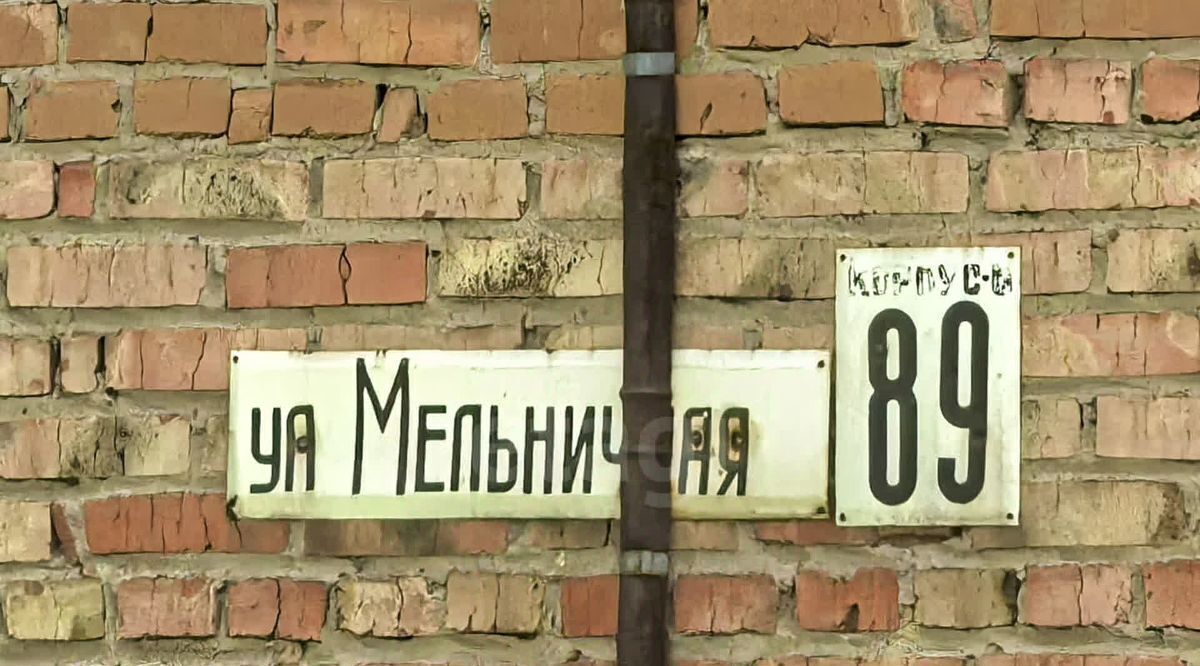 ул Мельничная
корпус
89